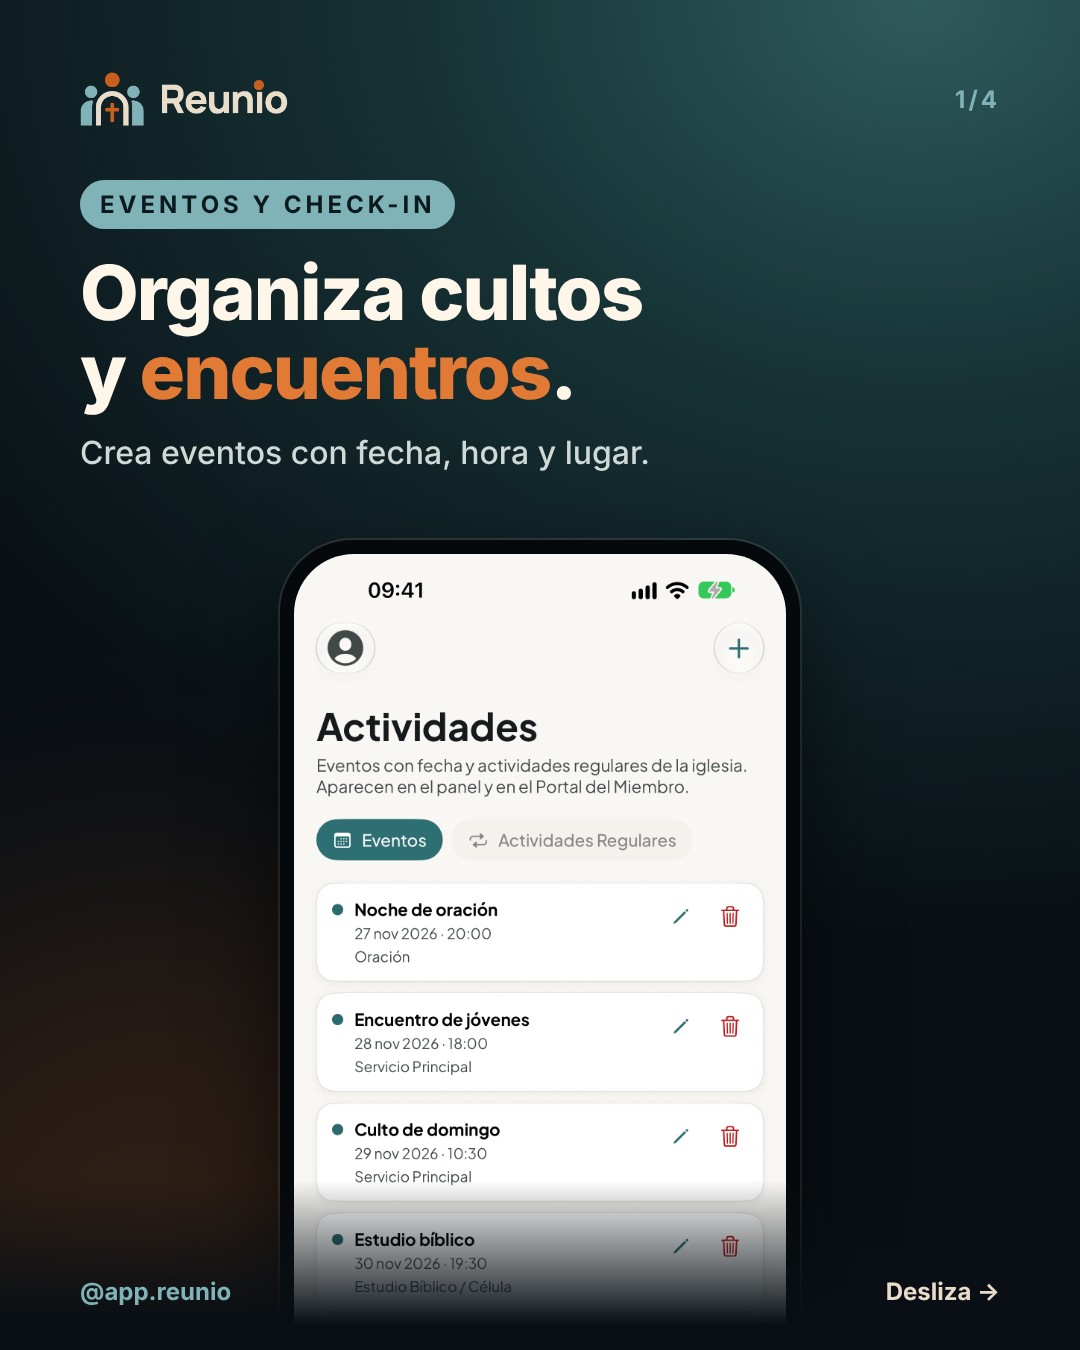 Reunio
1/4
EVENTOS Y CHECK-IN
Organiza cultos
y encuentros.
Crea eventos con fecha, hora y lugar.
09:41
Actividades
Eventos con fecha y actividades regulares de la iglesia.
Aparecen en el panel y en el Portal del Miembro.
Eventos
Actividades Regulares
Noche de oración
27 nov 2026 · 20:00
Oración
Encuentro de jóvenes
28 nov 2026 · 18:00
Servicio Principal
Culto de domingo
29 nov 2026 · 10:30
Servicio Principal
Estudio bíblico
30 nov 2026 · 19:30
Estudio Bíblico / Célula
@app.reunio
Desliza →